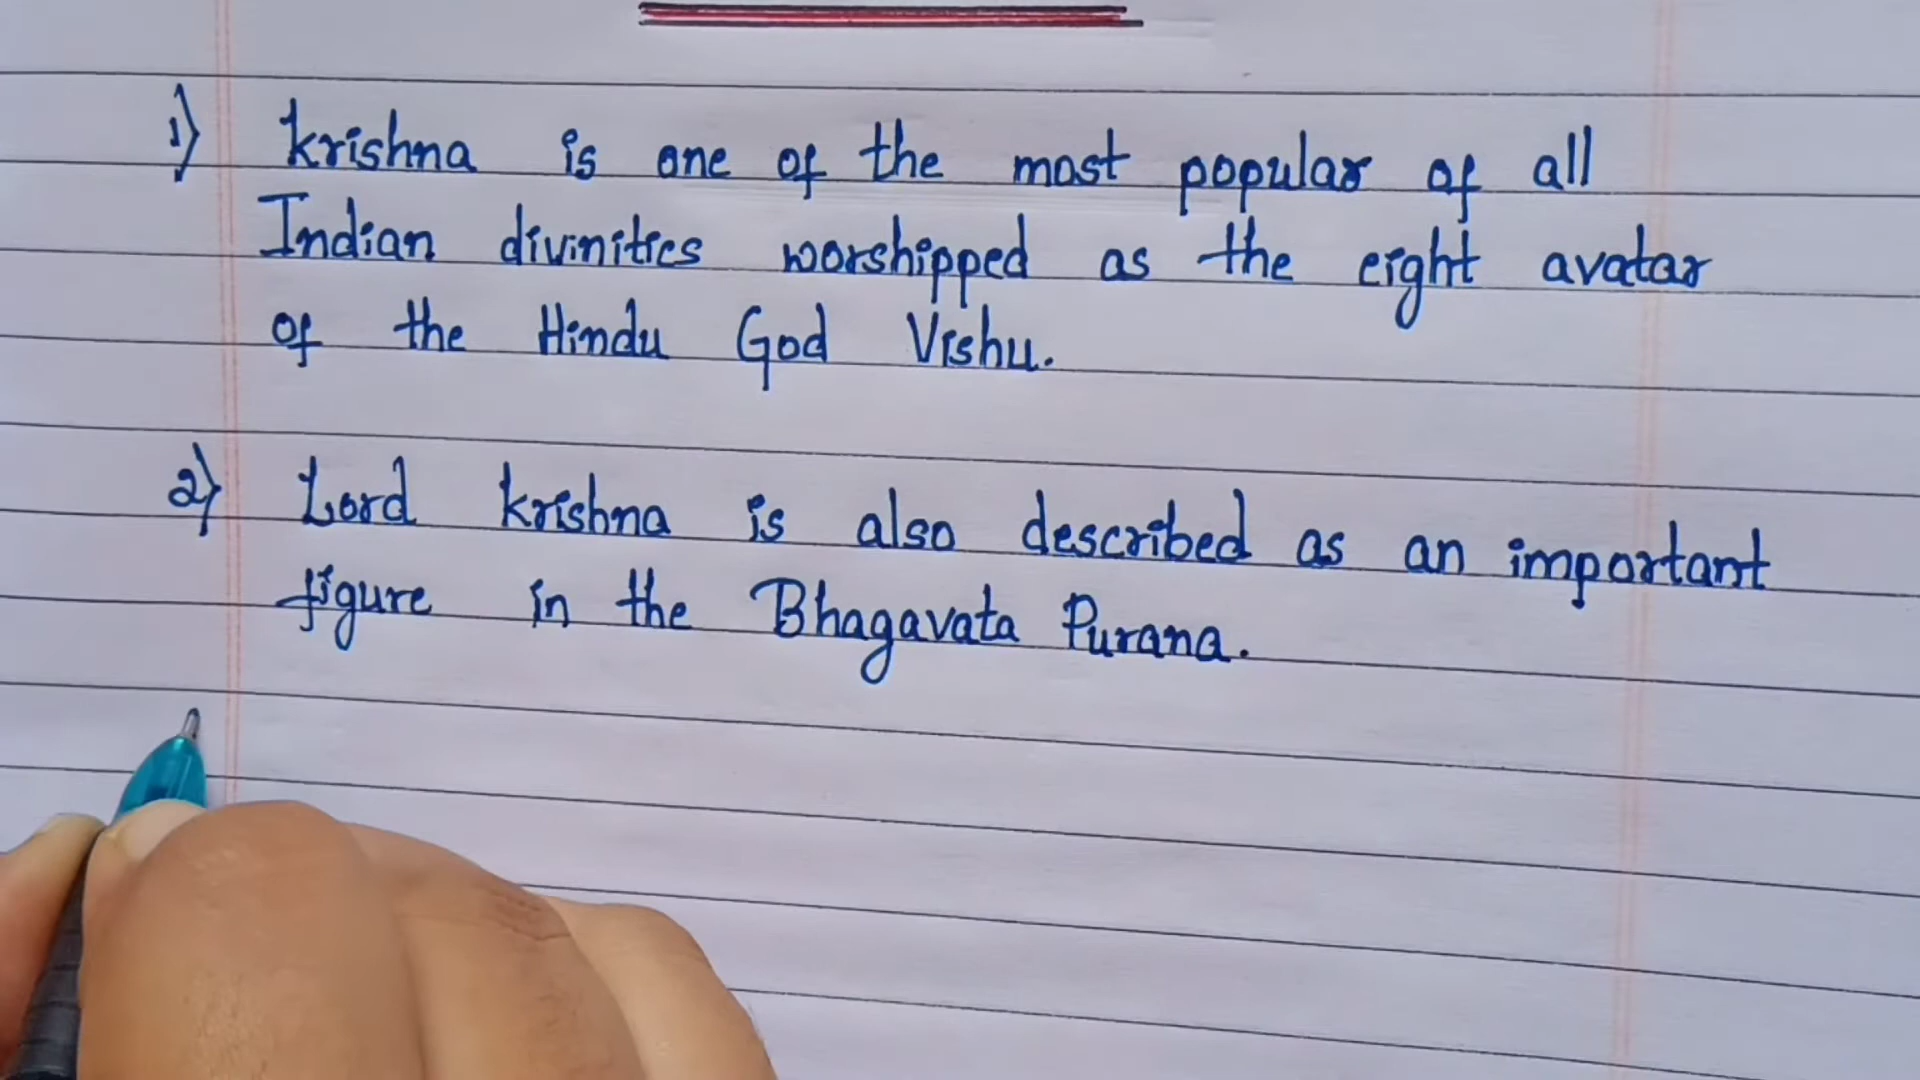 1) krishna is one of the most popular of all
Indian divinities worshipped as the eight avatar
of the Hindu God Vishu.
2) Lord krishna is also described as an important
figure in the Bhagavata Purana.